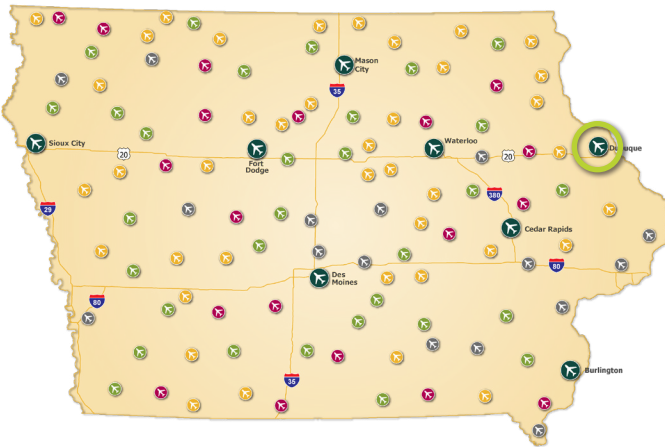 Mason
City
35
Sioux City
20
Fort
Dodge
Waterloo
20
Dubuque
29
380
Cedar Rapids
80
Des
Moines
80
35
Burlington